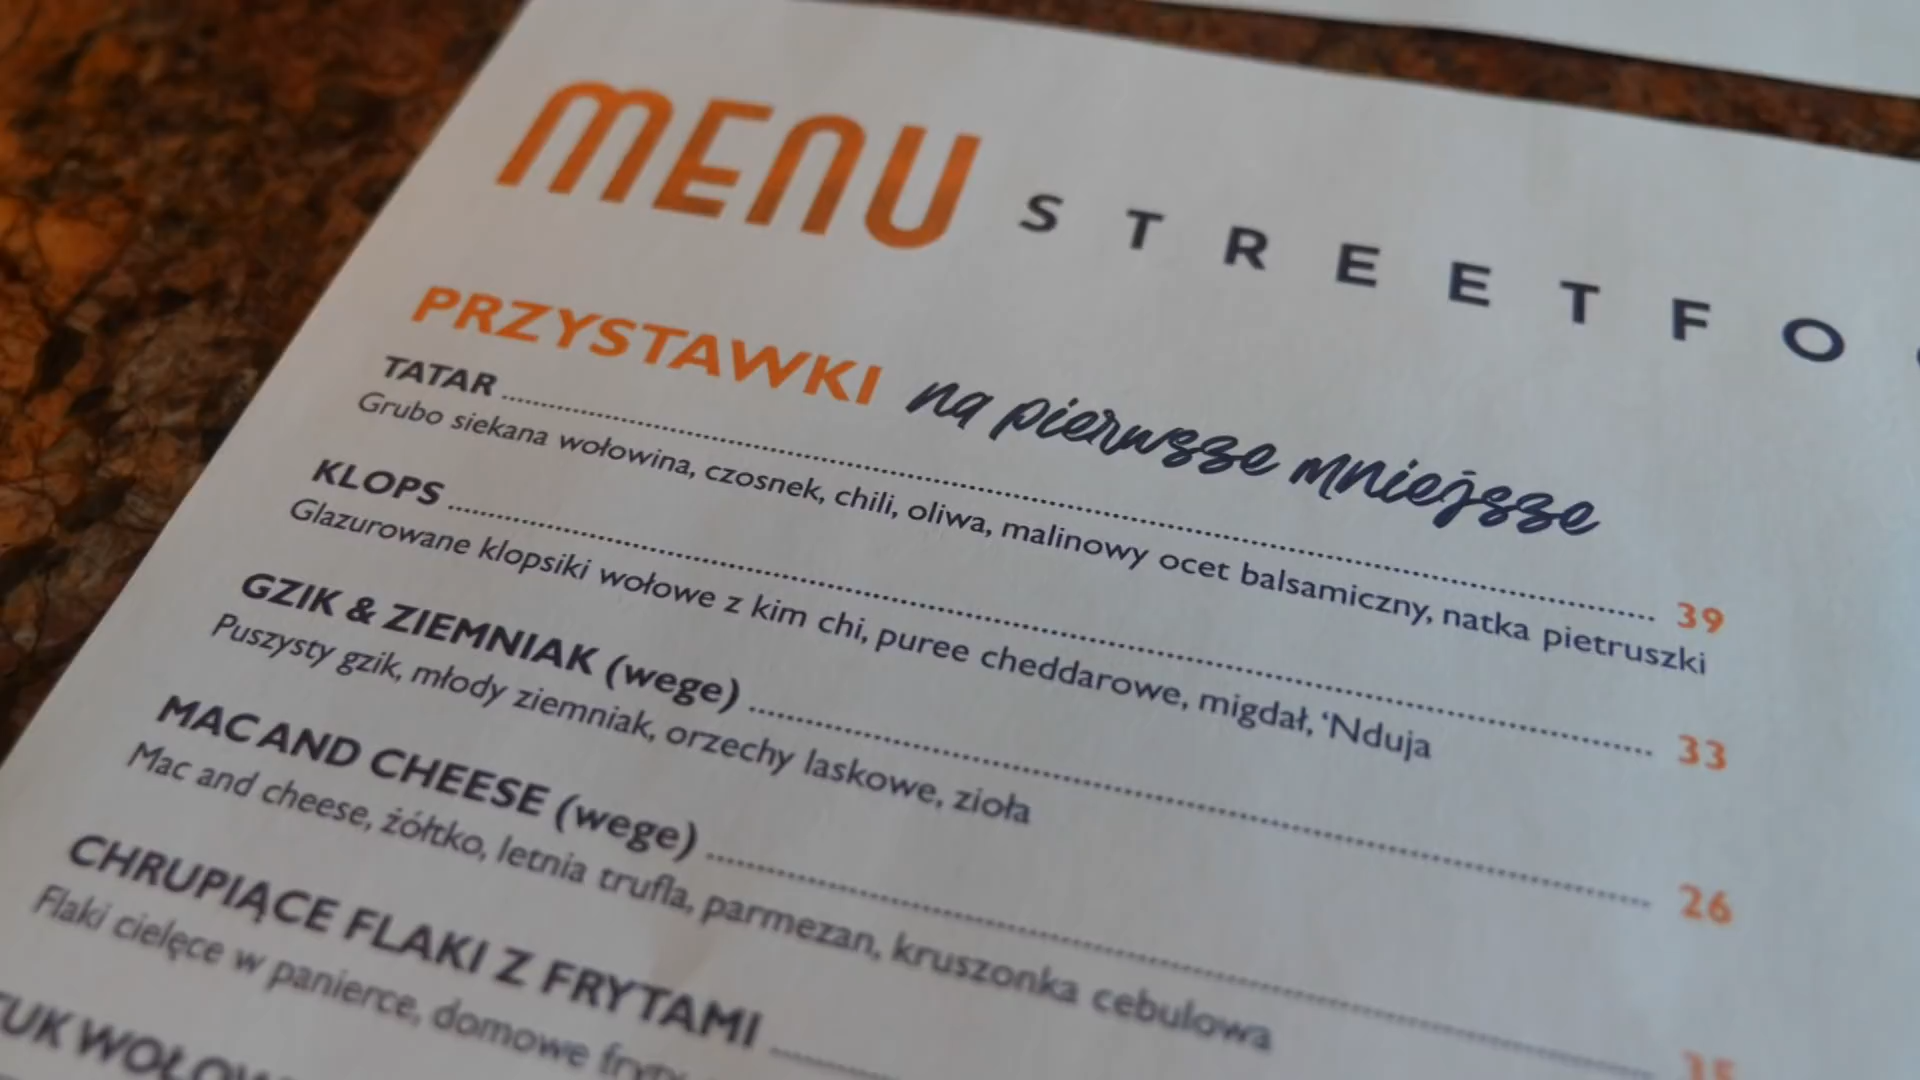 MENU STREETFO
PRZYSTAWKI na pierwsze mniejsze
TATAR ........ 39
Grubo siekana wołowina, czosnek, chili, oliwa, malinowy ocet balsamiczny, natka pietruszki
KLOPS ........ 33
Glazurowane klopsiki wołowe z kim chi, puree cheddarowe, migdał, ‘Nduja
GZIK & ZIEMNIAK (wege) ........ 26
Puszysty gzik, młody ziemniak, orzechy laskowe, zioła
MAC AND CHEESE (wege) ........ 35
Mac and cheese, żółtko, letnia trufla, parmezan, kruszonka cebulowa
CHRUPIĄCE FLAKI Z FRYTAMI ........
Flaki cielęce w panierce, domowe